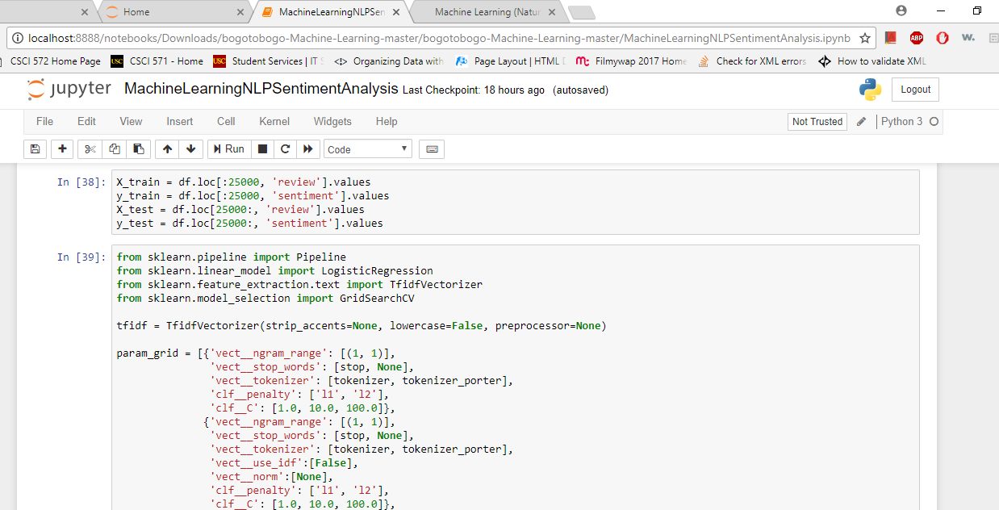 Home
MachineLearningNLPSen
Machine Learning (Natur
localhost:8888/notebooks/Downloads/bogotobogo-Machine-Learning-master/bogotobogo-Machine-Learning-master/MachineLearningNLPSentimentAnalysis.ipynb
ABP
W.
CSCI 572 Home Page
USC
CSCI 571 - Home
USC
Student Services | IT S
Organizing Data with
Page Layout | HTML D
Filmywap 2017 Home
Check for XML errors
How to validate XML
jupyter
MachineLearningNLPSentimentAnalysis Last Checkpoint: 18 hours ago (autosaved)
Logout
File Edit View Insert Cell Kernel Widgets Help
Not Trusted
Python 3
Run
Code
In [38]:
X_train = df.loc[:25000, 'review'].values
y_train = df.loc[:25000, 'sentiment'].values
X_test = df.loc[25000:, 'review'].values
y_test = df.loc[25000:, 'sentiment'].values
In [39]:
from sklearn.pipeline import Pipeline
from sklearn.linear_model import LogisticRegression
from sklearn.feature_extraction.text import TfidfVectorizer
from sklearn.model_selection import GridSearchCV
tfidf = TfidfVectorizer(strip_accents=None, lowercase=False, preprocessor=None)
param_grid = [{'vect__ngram_range': [(1, 1)],
'vect__stop_words': [stop, None],
'vect__tokenizer': [tokenizer, tokenizer_porter],
'clf__penalty': ['l1', 'l2'],
'clf__C': [1.0, 10.0, 100.0]},
{'vect__ngram_range': [(1, 1)],
'vect__stop_words': [stop, None],
'vect__tokenizer': [tokenizer, tokenizer_porter],
'vect__use_idf':[False],
'vect__norm':[None],
'clf__penalty': ['l1', 'l2'],
'clf__C': [1.0, 10.0, 100.0]},